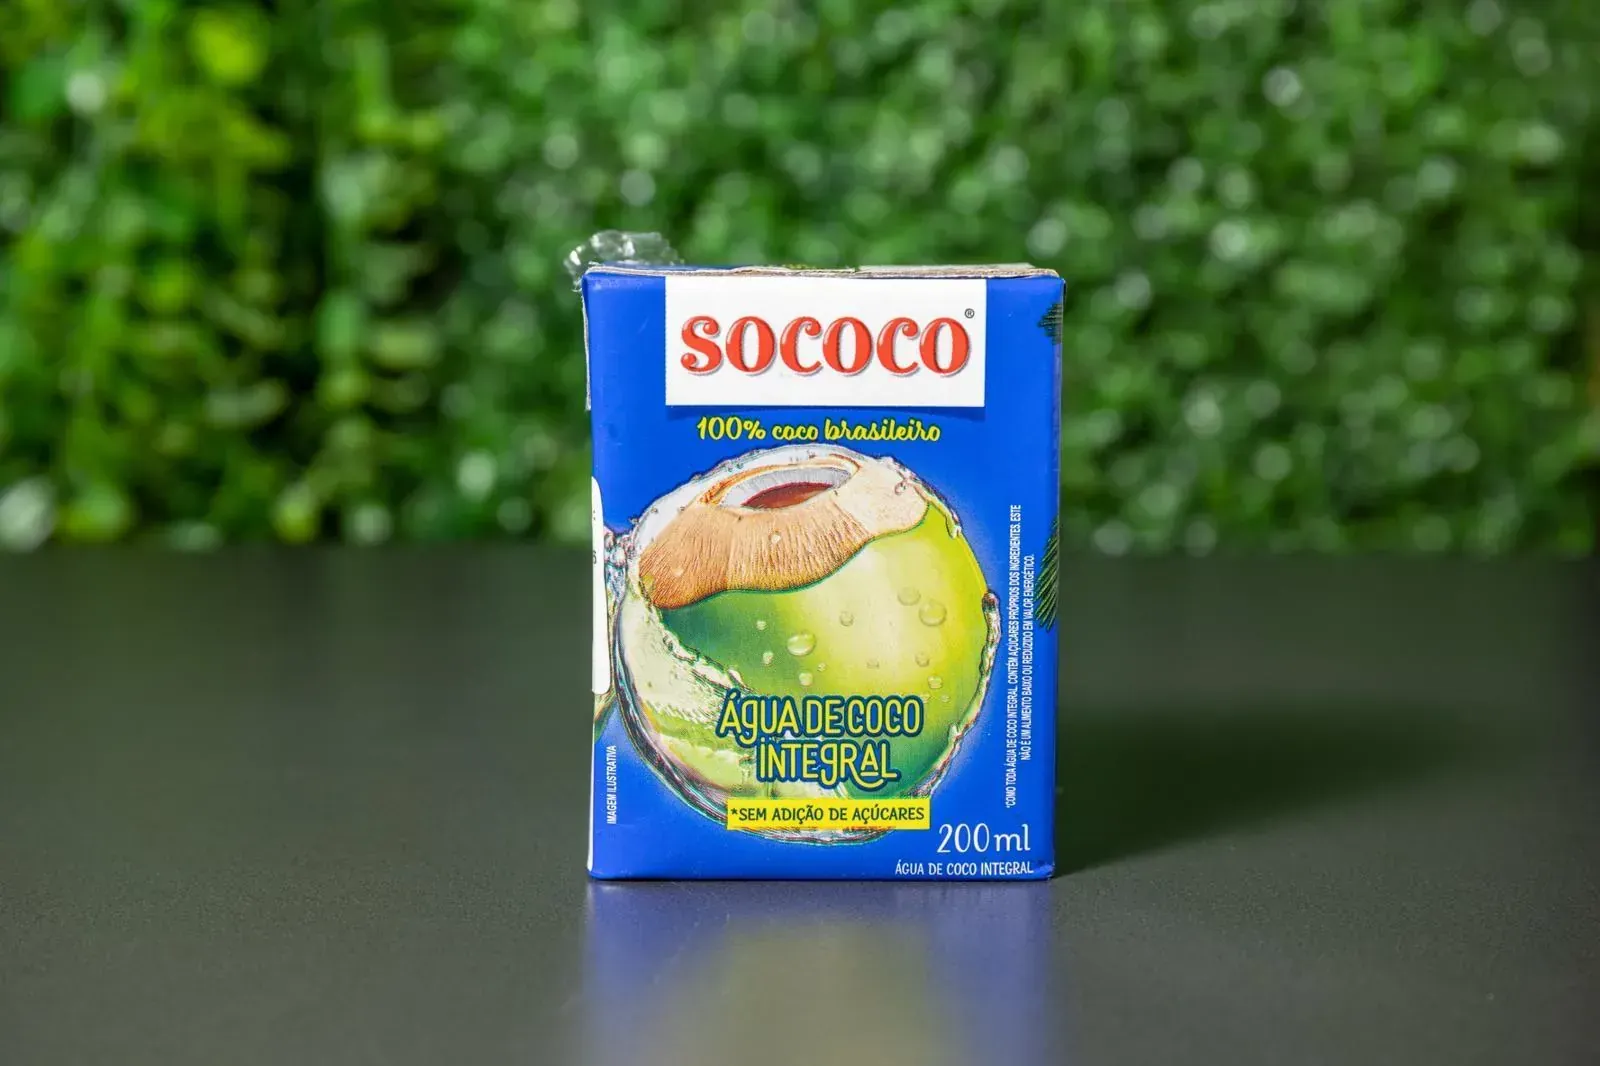 SOCOCO®
100% coco brasileiro
ÁGUA DE COCO
INTEGRAL
*SEM ADIÇÃO DE AÇÚCARES
200 ml
ÁGUA DE COCO INTEGRAL
IMAGEM ILUSTRATIVA
*COMO TODA ÁGUA DE COCO INTEGRAL, CONTÉM AÇÚCARES PRÓPRIOS DOS INGREDIENTES. ESTE
NÃO É UM ALIMENTO BAIXO OU REDUZIDO EM VALOR ENERGÉTICO.